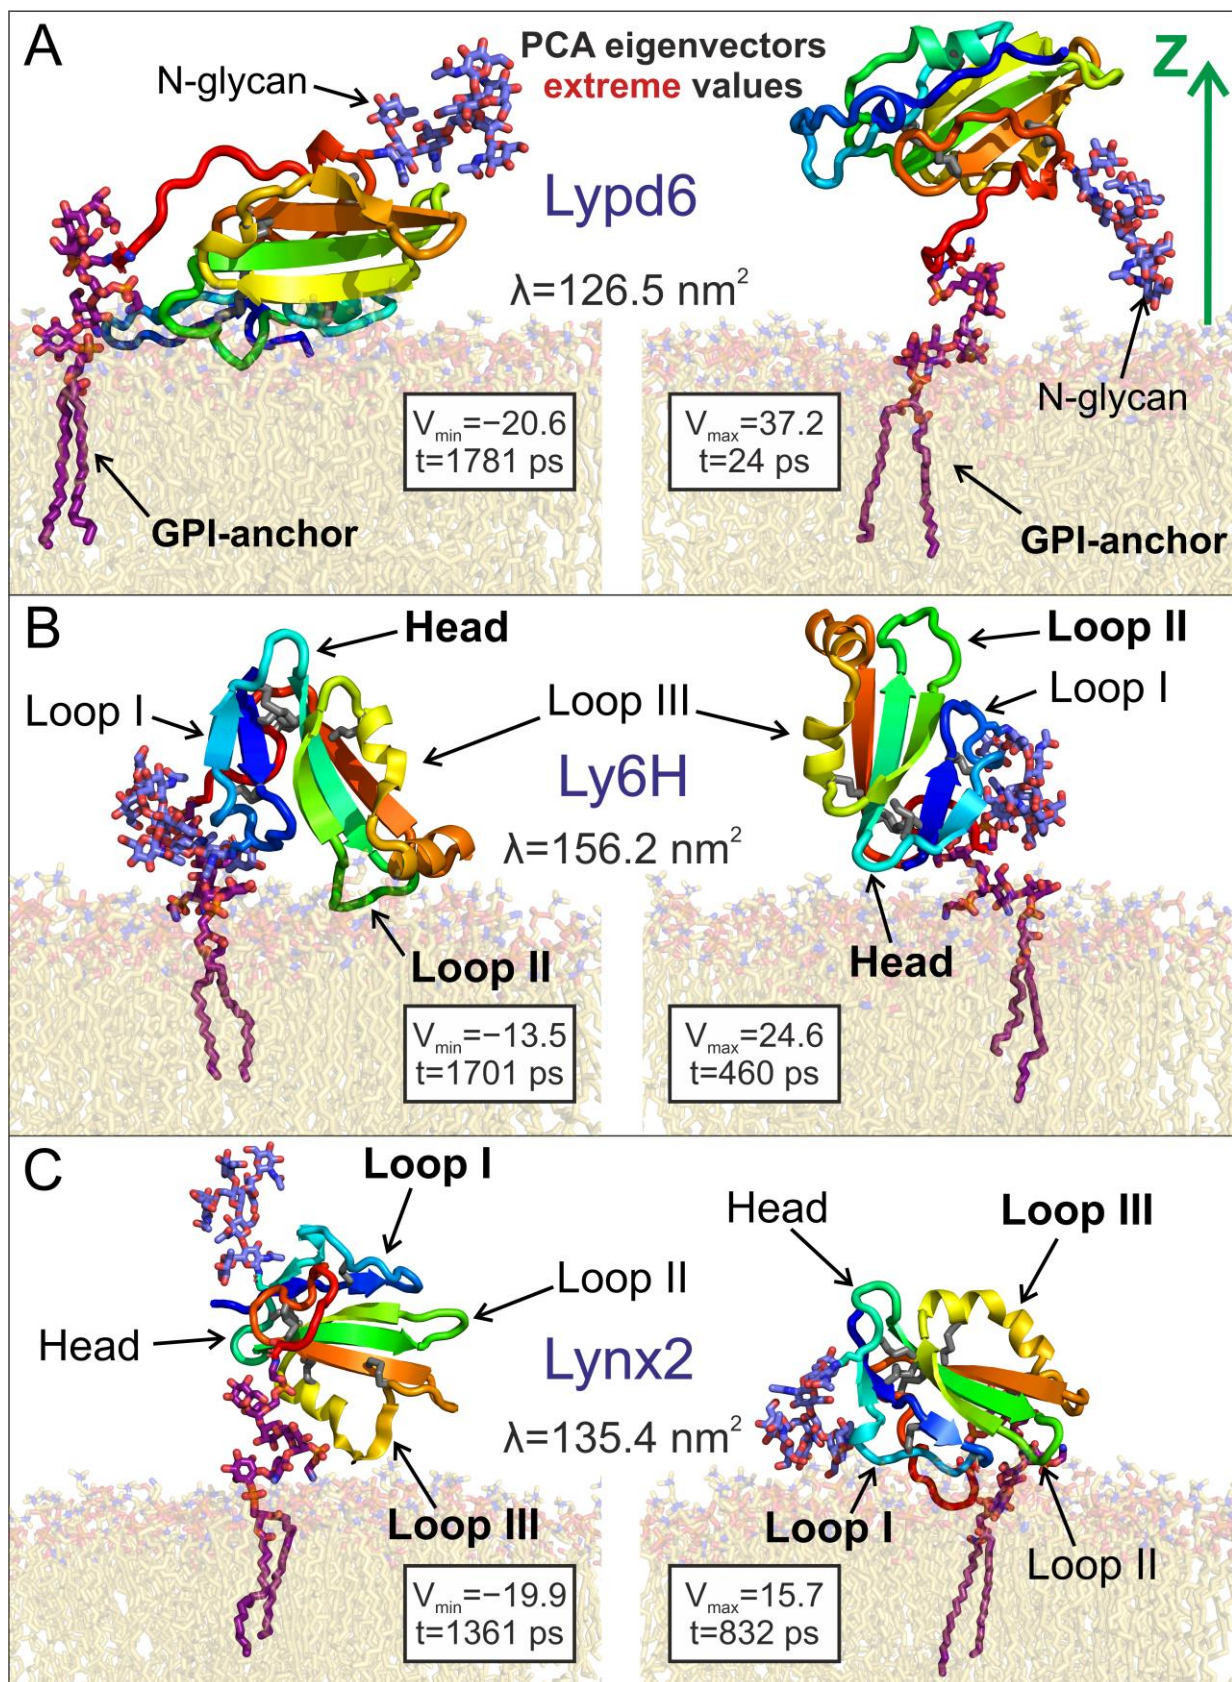 A
PCA eigenvectors
extreme values
N-glycan
Z
Lypd6
λ=126.5 nm²
N-glycan
Vmin=−20.6
t=1781 ps
Vmax=37.2
t=24 ps
GPI-anchor
GPI-anchor
B
Head
Loop II
Loop I
Loop I
Loop III
Ly6H
λ=156.2 nm²
Loop II
Head
Vmin=−13.5
t=1701 ps
Vmax=24.6
t=460 ps
C
Loop I
Head
Loop III
Loop II
Head
Lynx2
λ=135.4 nm²
Loop III
Loop I
Loop II
Vmin=−19.9
t=1361 ps
Vmax=15.7
t=832 ps